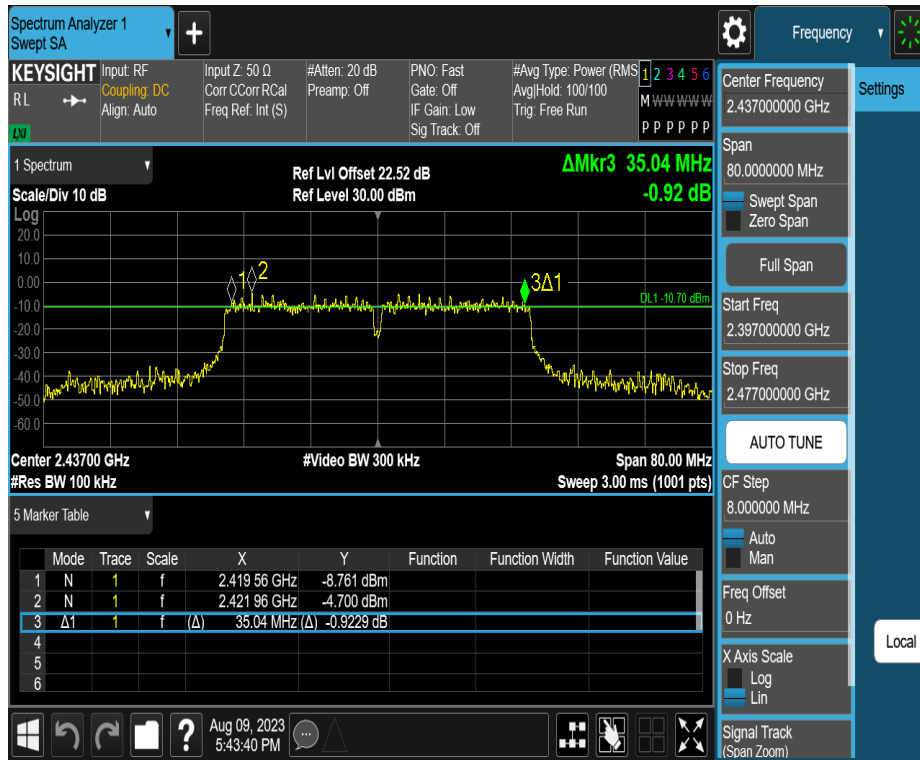 Spectrum Analyzer 1
Swept SA
+
Frequency
KEYSIGHT
R L
LXI
Input: RF
Coupling: DC
Align: Auto
Input Z: 50 Ω
Corr CCorr RCal
Freq Ref: Int (S)
#Atten: 20 dB
Preamp: Off
PNO: Fast
Gate: Off
IF Gain: Low
Sig Track: Off
#Avg Type: Power (RMS
Avg|Hold: 100/100
Trig: Free Run
1 2 3 4 5 6
M W W W W W
P P P P P P
1 Spectrum
Scale/Div 10 dB
Ref Lvl Offset 22.52 dB
Ref Level 30.00 dBm
ΔMkr3 35.04 MHz
-0.92 dB
Log
20.0
10.0
0.00
-10.0
-20.0
-30.0
-40.0
-50.0
-60.0
1
2
3Δ1
DL1 -10.70 dBm
Center 2.43700 GHz
#Video BW 300 kHz
Span 80.00 MHz
#Res BW 100 kHz
Sweep 3.00 ms (1001 pts)
5 Marker Table
Mode Trace Scale X Y Function Function Width Function Value
1 N 1 f 2.419 56 GHz -8.761 dBm
2 N 1 f 2.421 96 GHz -4.700 dBm
3 Δ1 1 f (Δ) 35.04 MHz (Δ) -0.9229 dB
4
5
6
?
Aug 09, 2023
5:43:40 PM
Center Frequency
2.437000000 GHz
Span
80.0000000 MHz
Swept Span
Zero Span
Full Span
Start Freq
2.397000000 GHz
Stop Freq
2.477000000 GHz
AUTO TUNE
CF Step
8.000000 MHz
Auto
Man
Freq Offset
0 Hz
X Axis Scale
Log
Lin
Signal Track
(Span Zoom)
Settings
Local